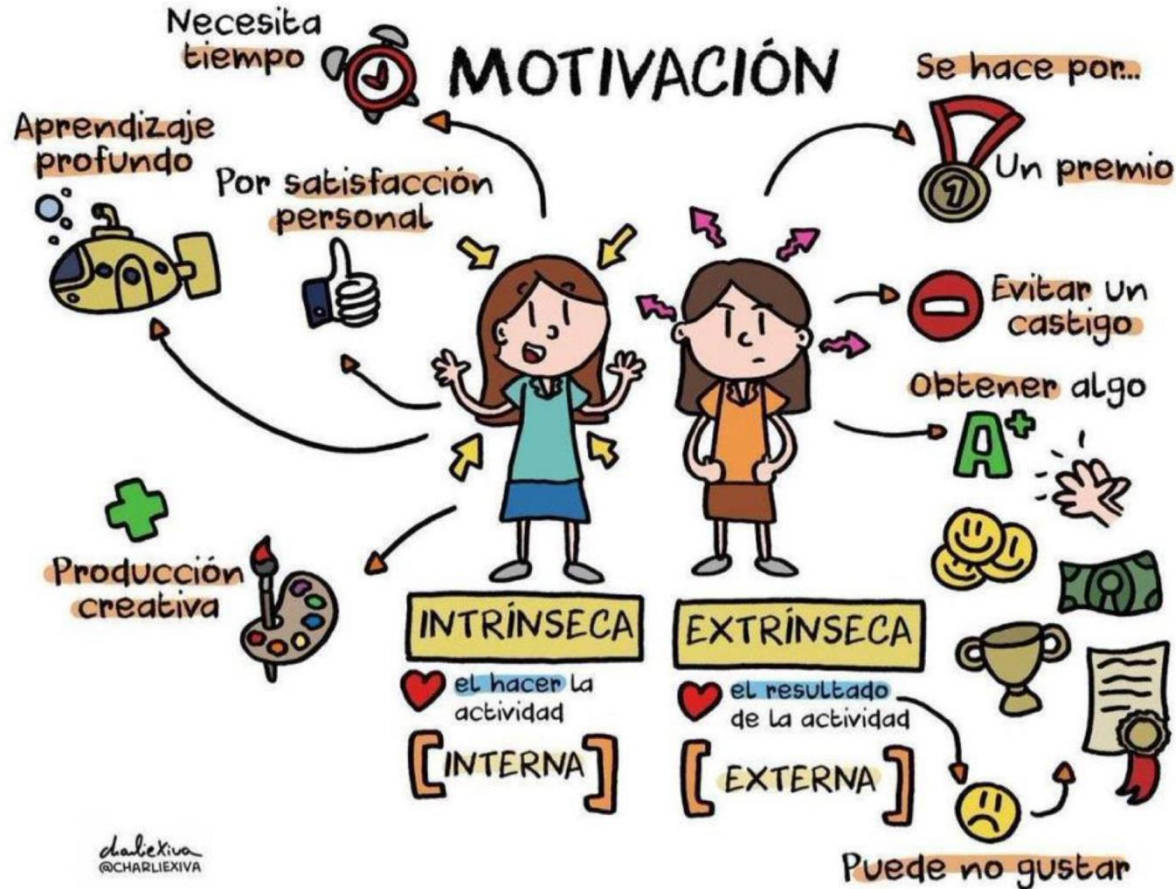 MOTIVACIÓN
Necesita
tiempo
Aprendizaje
profundo
Por satisfacción
personal
Producción
creativa
INTRÍNSECA
el hacer la
actividad
[INTERNA]
Se hace por...
Un premio
1
Evitar un
castigo
Obtener algo
A+
EXTRÍNSECA
el resultado
de la actividad
[EXTERNA]
Puede no gustar
charliexiva
@CHARLIEXIVA